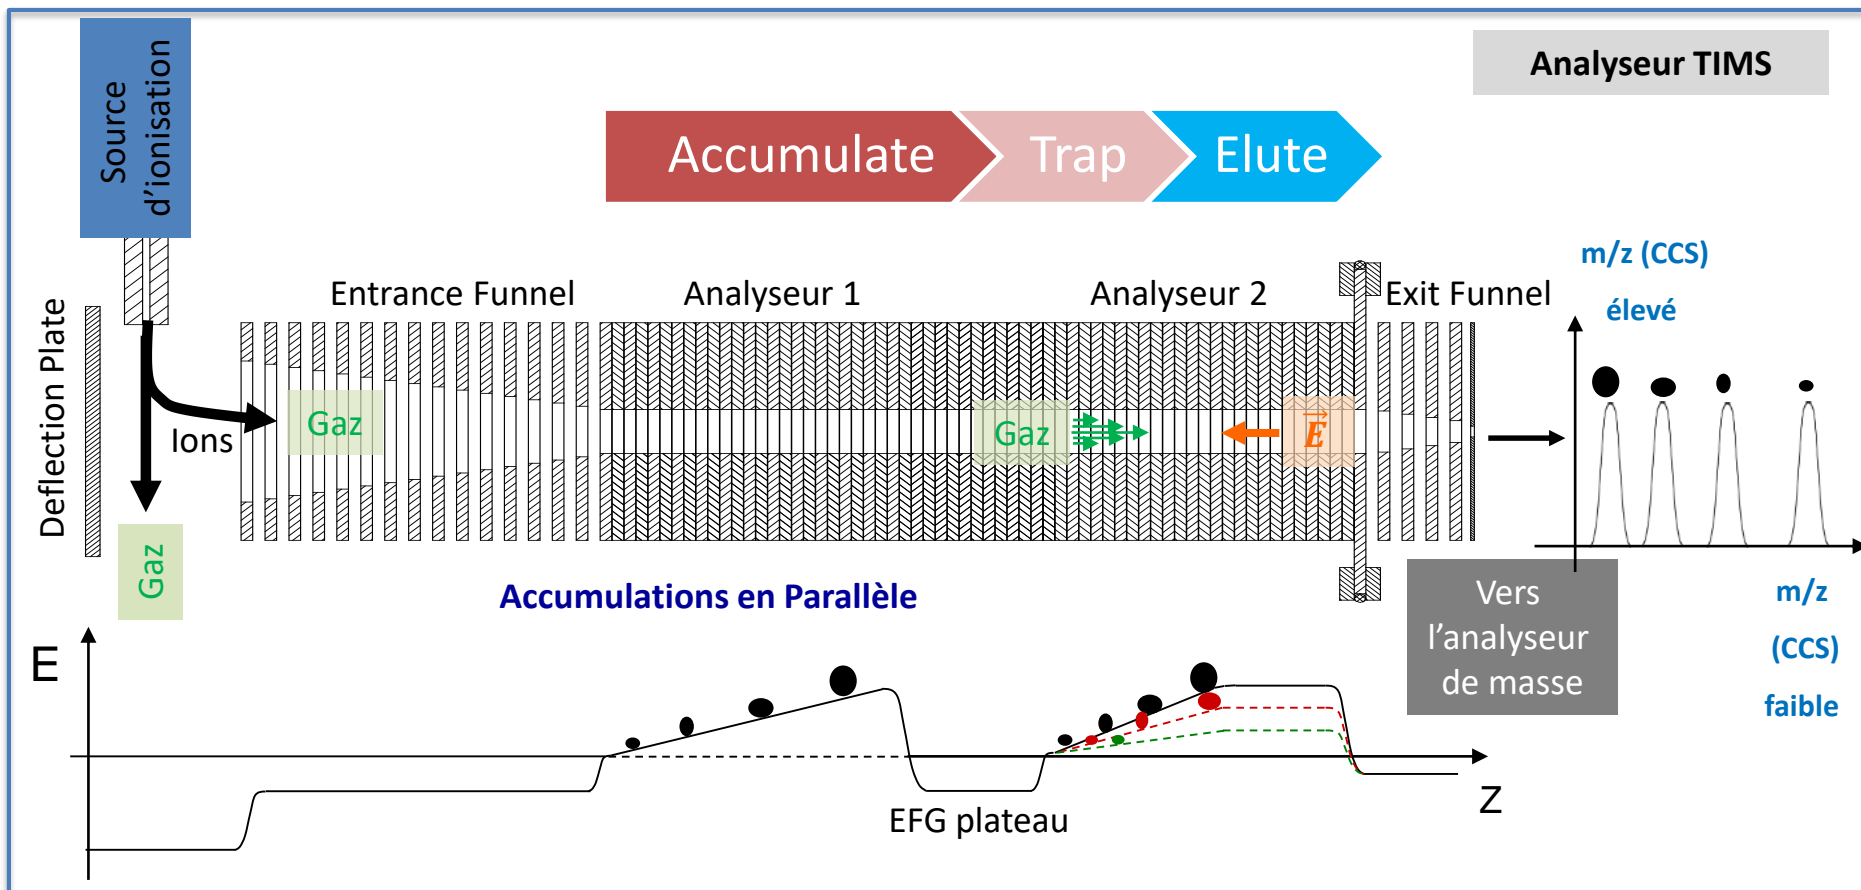 Source
d'ionisation
Analyseur TIMS
Accumulate
Trap
Elute
m/z (CCS)
élevé
Deflection Plate
Entrance Funnel
Analyseur 1
Analyseur 2
Exit Funnel
Ions
Gaz
Gaz
E
Gaz
Accumulations en Parallèle
Vers
l'analyseur
de masse
m/z
(CCS)
faible
E
EFG plateau
Z